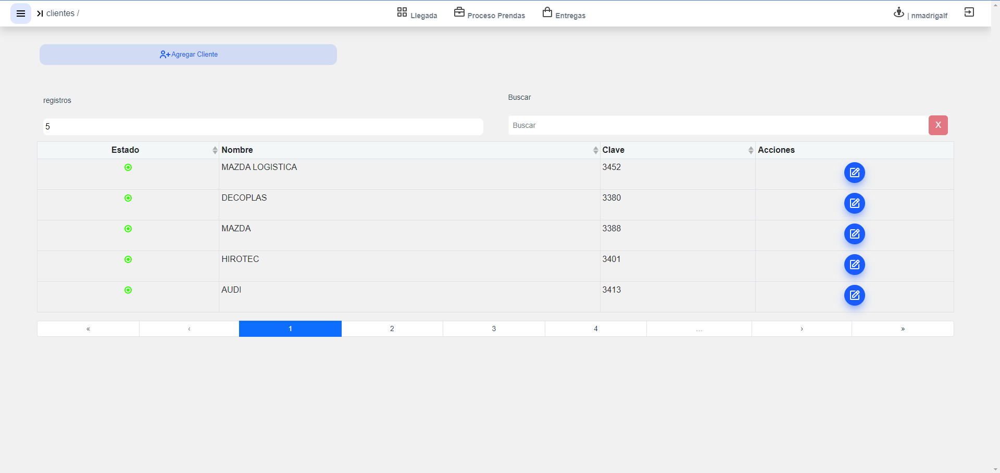 clientes /
Llegada
Proceso Prendas
Entregas
| nmadrigalf
Agregar Cliente
registros
Buscar
5
Buscar
X
Estado Nombre Clave Acciones
MAZDA LOGISTICA 3452
DECOPLAS 3380
MAZDA 3388
HIROTEC 3401
AUDI 3413
« ‹ 1 2 3 4 ... › »